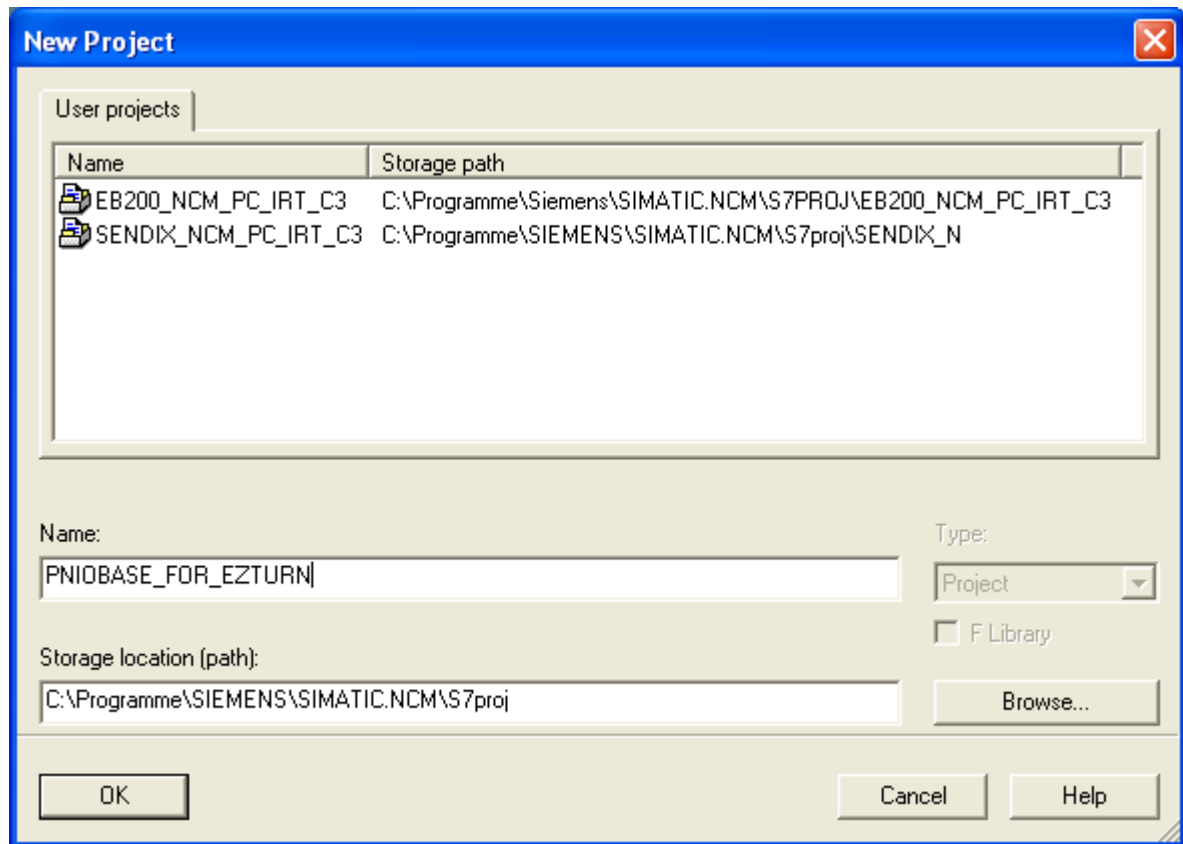 New Project
User projects
Name Storage path
EB200_NCM_PC_IRT_C3 C:\Programme\Siemens\SIMATIC.NCM\S7PROJ\EB200_NCM_PC_IRT_C3
SENDIX_NCM_PC_IRT_C3 C:\Programme\SIEMENS\SIMATIC.NCM\S7proj\SENDIX_N
Name: Type:
PNIOBASE_FOR_EZTURN Project
F Library
Storage location (path):
C:\Programme\SIEMENS\SIMATIC.NCM\S7proj Browse...
OK Cancel Help